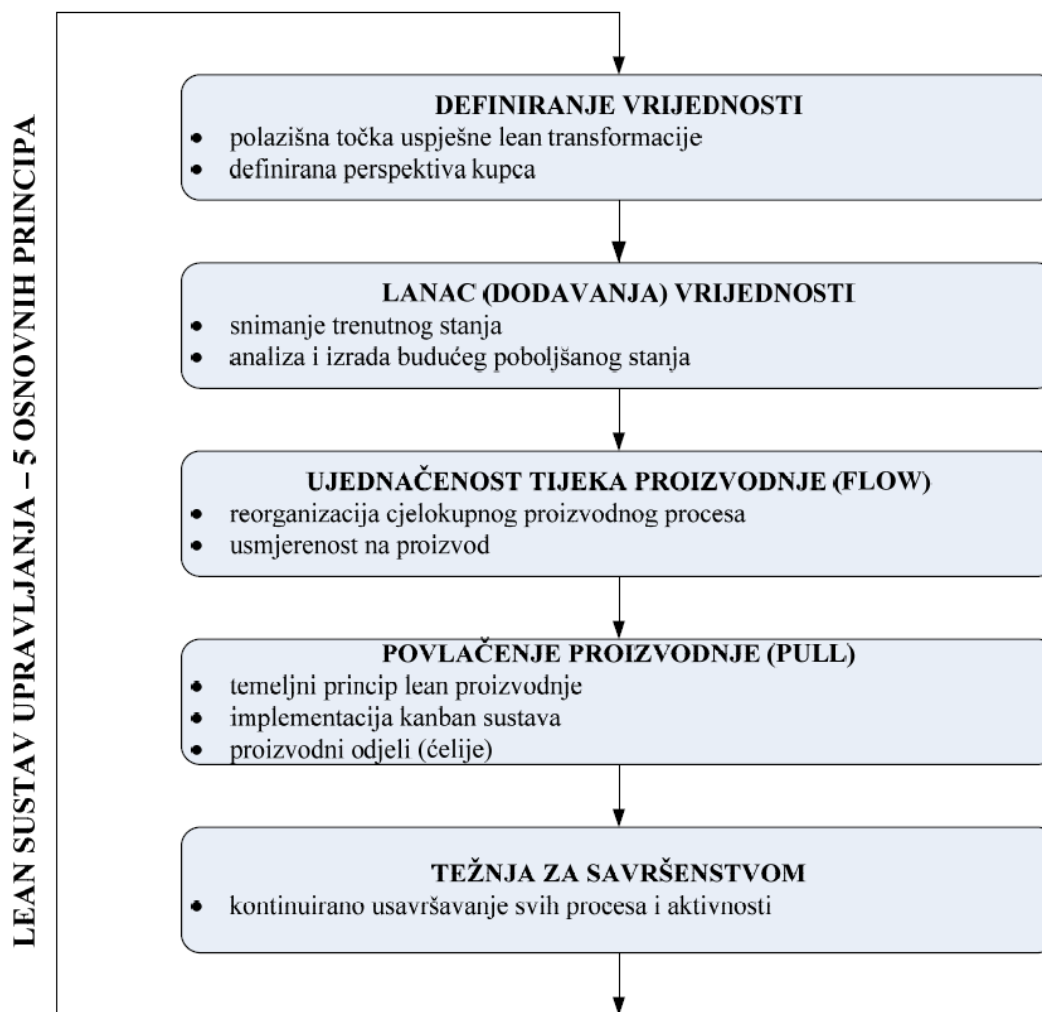 LEAN SUSTAV UPRAVLJANJA – 5 OSNOVNIH PRINCIPA
DEFINIRANJE VRIJEDNOSTI
• polazišna točka uspješne lean transformacije
• definirana perspektiva kupca
LANAC (DODAVANJA) VRIJEDNOSTI
• snimanje trenutnog stanja
• analiza i izrada budućeg poboljšanog stanja
UJEDNAČENOST TIJEKA PROIZVODNJE (FLOW)
• reorganizacija cjelokupnog proizvodnog procesa
• usmjerenost na proizvod
POVLAČENJE PROIZVODNJE (PULL)
• temeljni princip lean proizvodnje
• implementacija kanban sustava
• proizvodni odjeli (ćelije)
TEŽNJA ZA SAVRŠENSTVOM
• kontinuirano usavršavanje svih procesa i aktivnosti